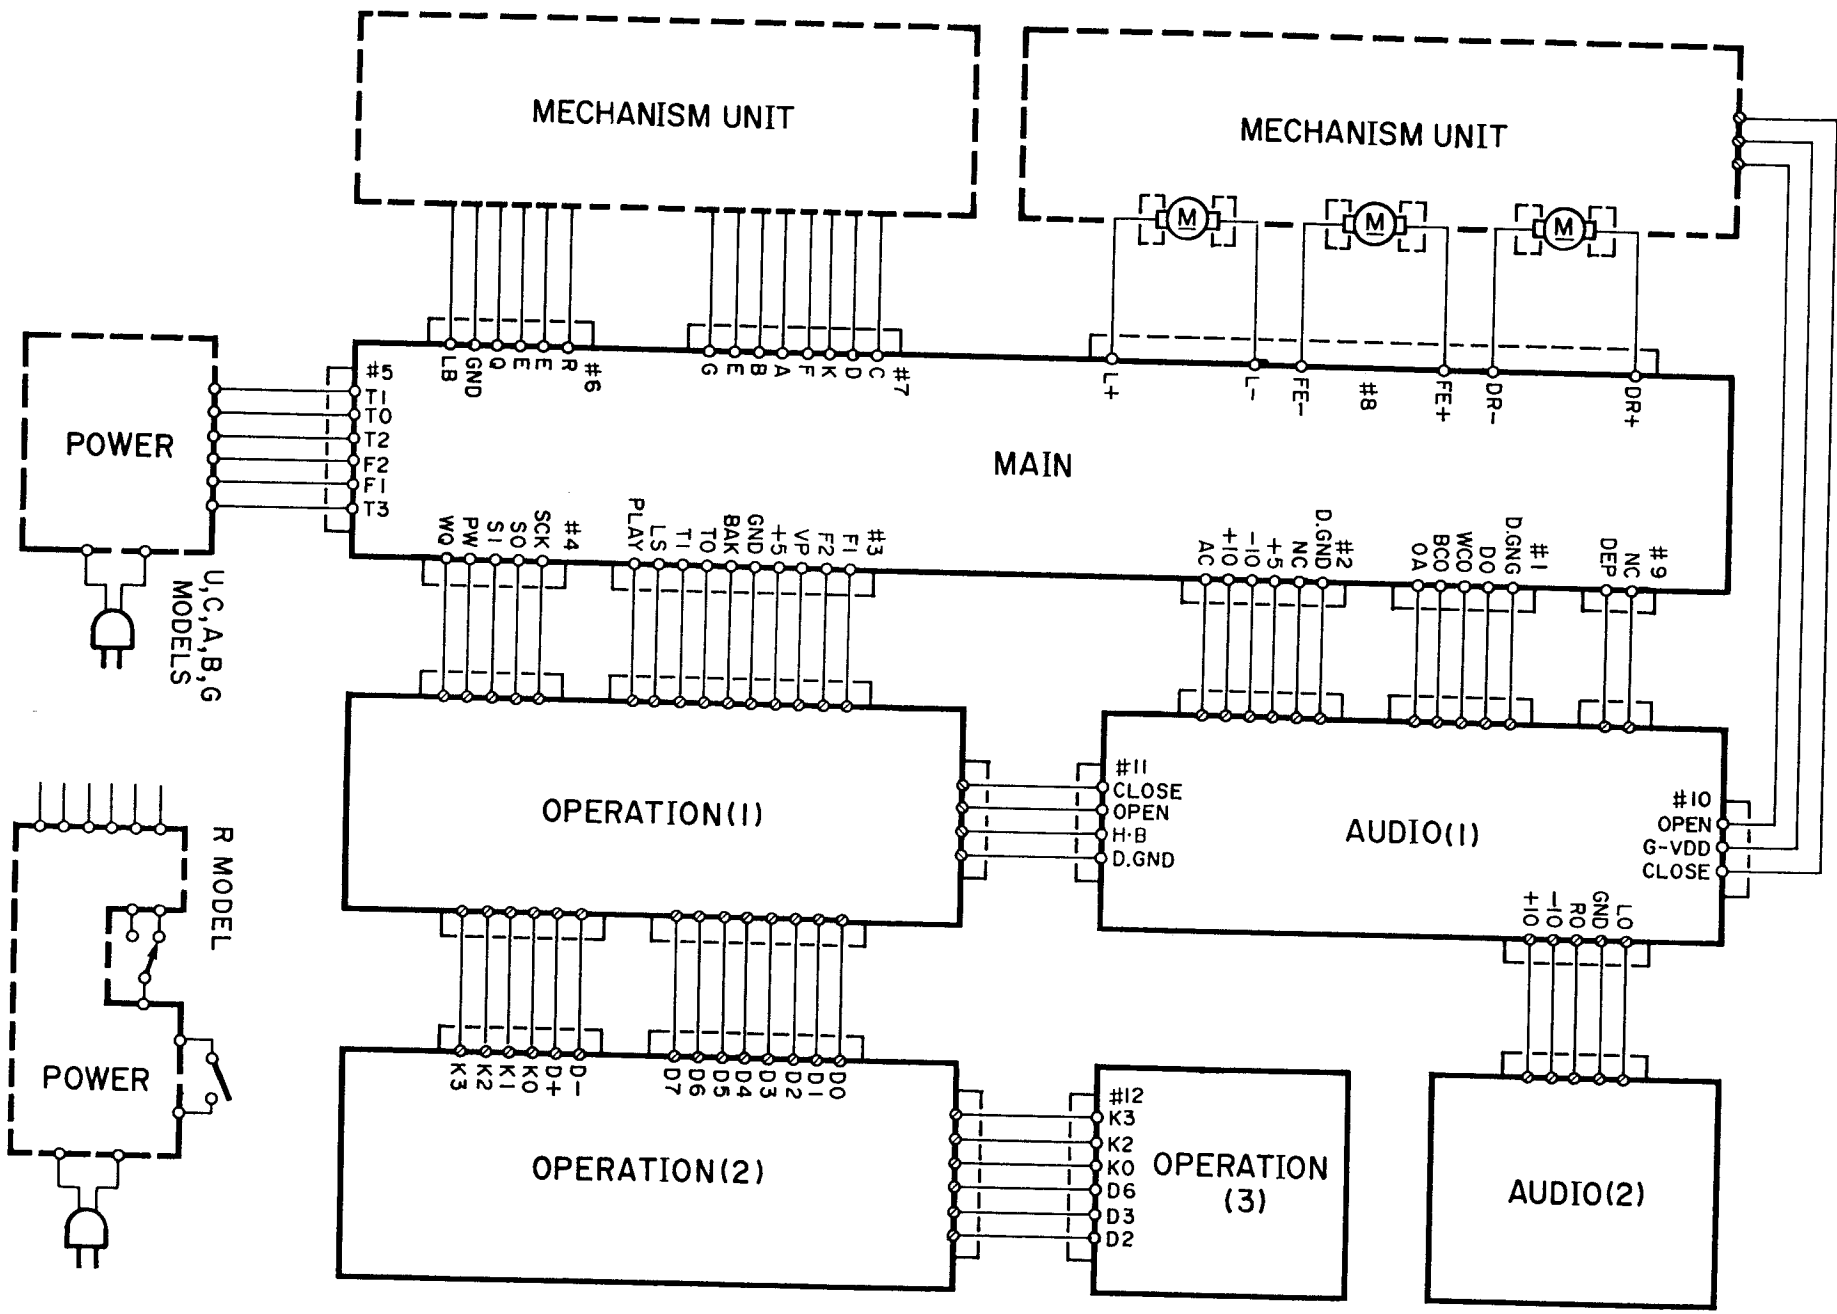 MECHANISM UNIT
MECHANISM UNIT
M
M
M
LB
GND
Q
E
E
R
#6
G
E
B
A
F
K
D
C
#7
L+
L-
FE-
#8
FE+
DR-
DR+
POWER
#5
T1
T0
T2
F2
F1
T3
MAIN
WQ
PW
SI
SO
SCK
#4
PLAY
LS
T1
T0
BAK
GND
+5
VP
F2
F1
#3
AC
+10
-10
+5
NC
D.GND
#2
OA
BCO
WCO
DO
D.GNG
#1
DEP
NC
#9
U,C,A,B,G
MODELS
OPERATION(1)
#11
CLOSE
OPEN
H·B
D.GND
AUDIO(1)
#10
OPEN
G-VDD
CLOSE
+10
-10
RO
GND
LO
R MODEL
POWER
K3
K2
K1
K0
D+
D-
D7
D6
D5
D4
D3
D2
D1
D0
OPERATION(2)
#12
K3
K2
K0
D6
D3
D2
OPERATION
(3)
AUDIO(2)